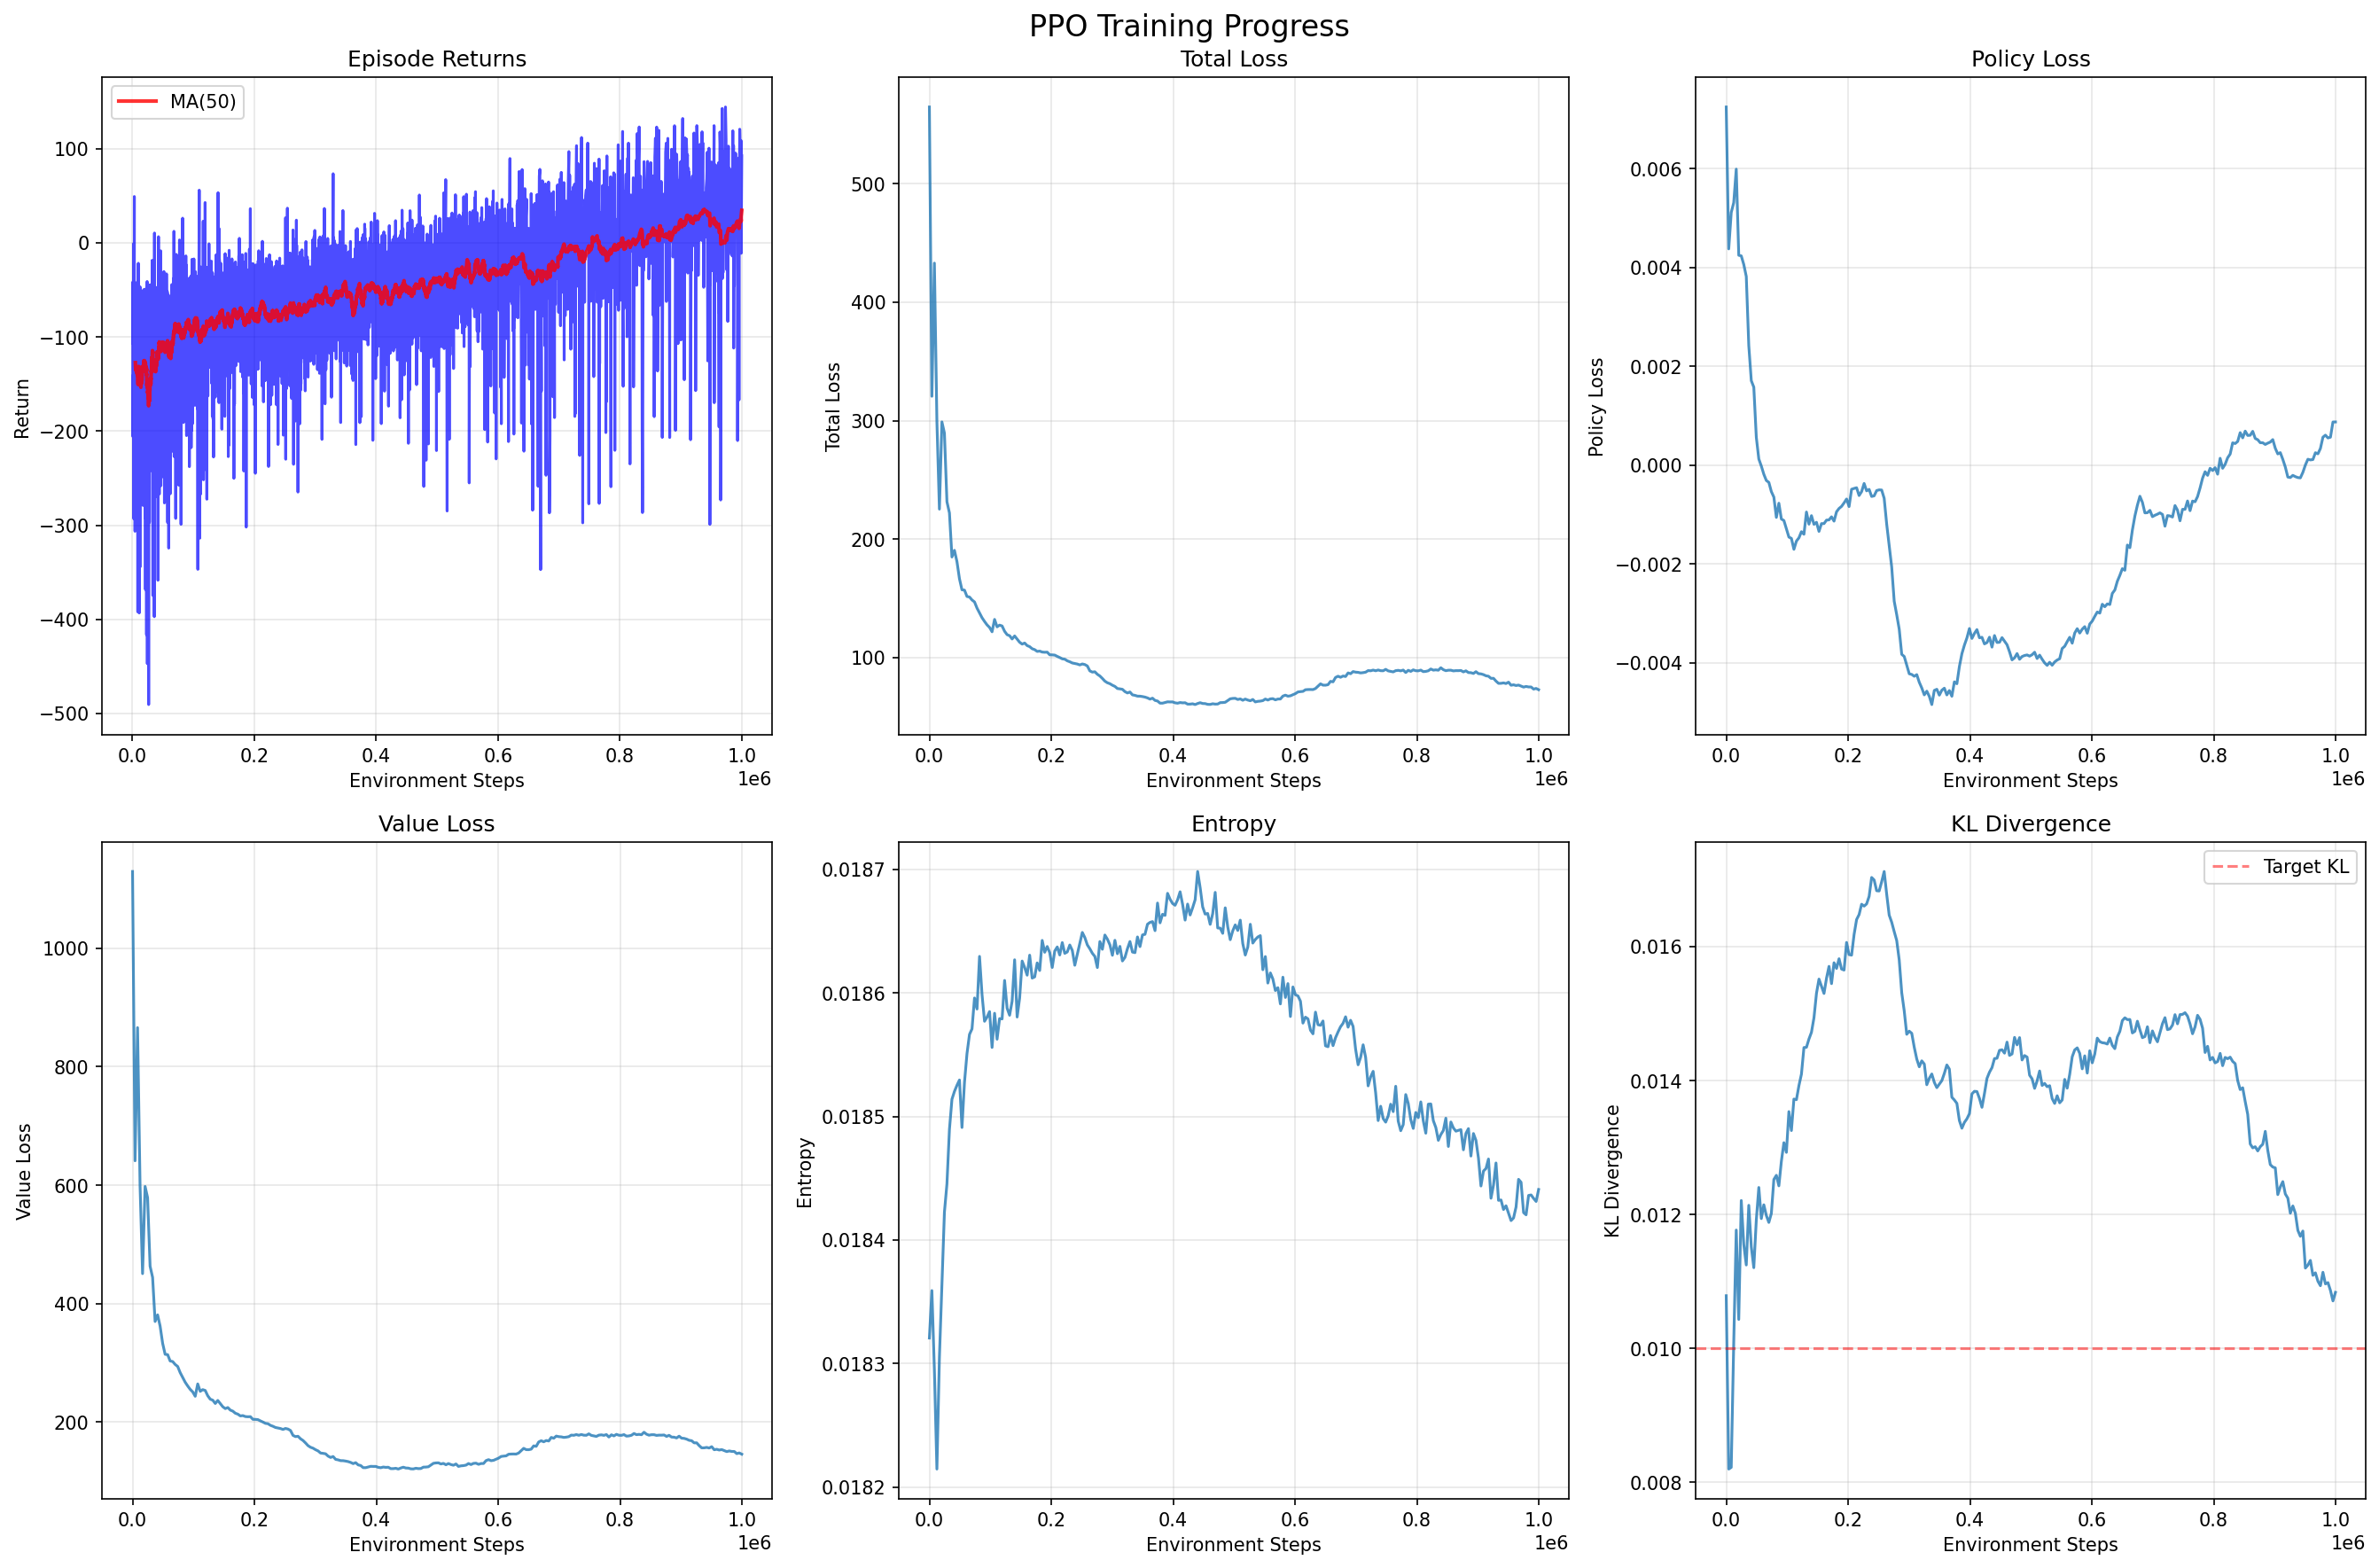 PPO Training Progress
Episode Returns
MA(50)
Return
100
0
−100
−200
−300
−400
−500
0.0 0.2 0.4 0.6 0.8 1.0
1e6
Environment Steps
Total Loss
Total Loss
500
400
300
200
100
0.0 0.2 0.4 0.6 0.8 1.0
1e6
Environment Steps
Policy Loss
Policy Loss
0.006
0.004
0.002
0.000
−0.002
−0.004
0.0 0.2 0.4 0.6 0.8 1.0
1e6
Environment Steps
Value Loss
Value Loss
1000
800
600
400
200
0.0 0.2 0.4 0.6 0.8 1.0
1e6
Environment Steps
Entropy
Entropy
0.0187
0.0186
0.0185
0.0184
0.0183
0.0182
0.0 0.2 0.4 0.6 0.8 1.0
1e6
Environment Steps
KL Divergence
Target KL
KL Divergence
0.016
0.014
0.012
0.010
0.008
0.0 0.2 0.4 0.6 0.8 1.0
1e6
Environment Steps